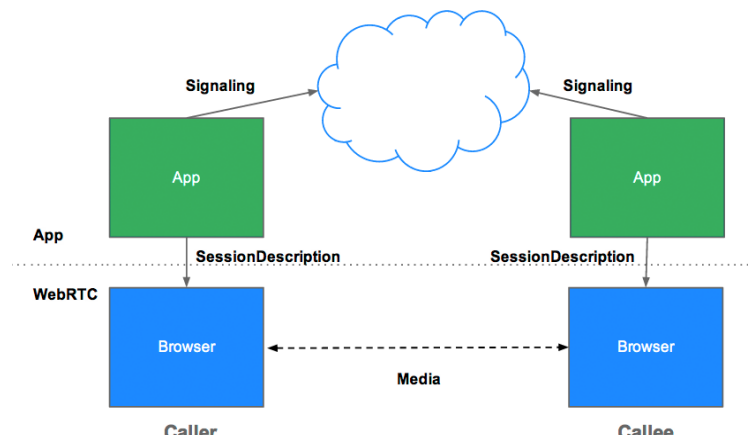 Signaling
Signaling
App
App
App
SessionDescription
SessionDescription
WebRTC
Browser
Browser
Media
Caller
Callee